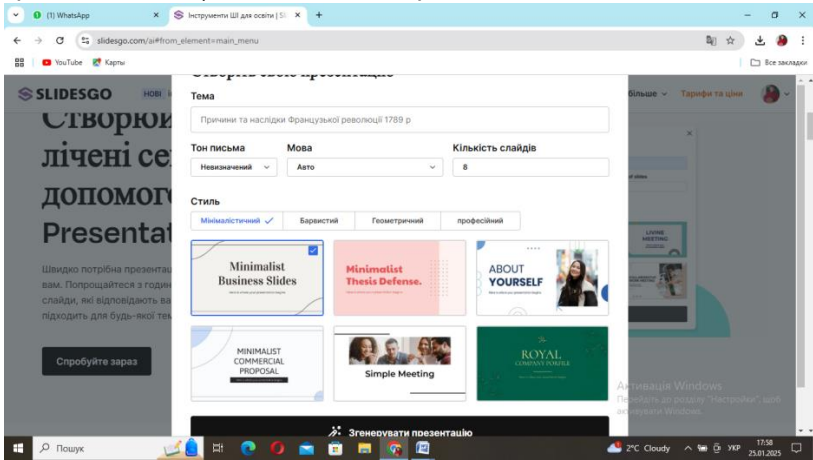 (1) WhatsApp
Інструменти ШІ для освіти | Sl
slidesgo.com/ai#from_element=main_menu
YouTube
Карты
Все закладки
SLIDESGO
НОВІ
більше
Тарифи та ціни
Створіть свою презентацію
Тема
Причини та наслідки Французької революції 1789 р
Тон письма
Мова
Кількість слайдів
Невизначений
Авто
8
Стиль
Мінімалістичний
Барвистий
Геометричний
професійний
Minimalist
Business Slides
Minimalist
Thesis Defense.
ABOUT
YOURSELF
MINIMALIST
COMMERCIAL
PROPOSAL
Simple Meeting
ROYAL
COMPANY PORFILE
Згенерувати презентацію
лічені се
допомого
Presentat
Швидко потрібна презента
вам. Попрощайтеся з годин
слайди, які відповідають ва
підходить для будь-якої тем
Спробуйте зараз
LIVING
MEETING
Активація Windows
Перейдіть до розділу "Настройки", щоб
активувати Windows.
Пошук
2°C Cloudy
УКР
17:58
25.01.2025